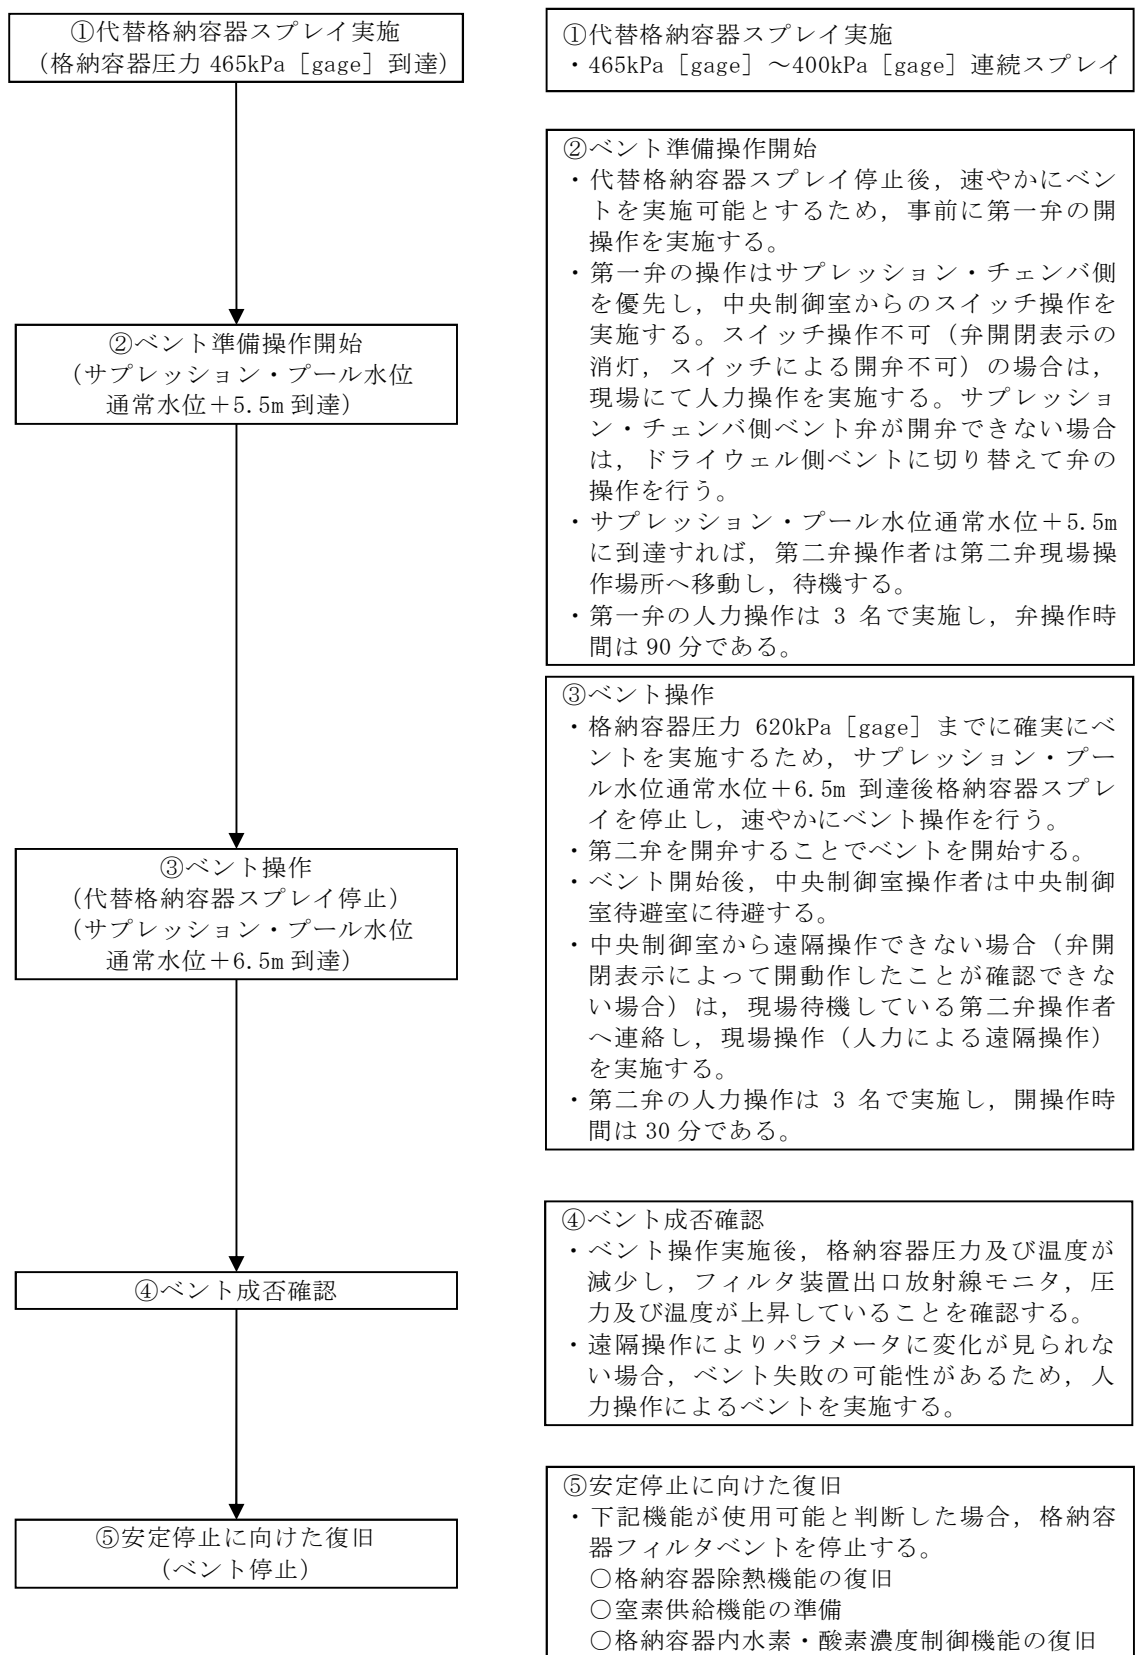 ①代替格納容器スプレイ実施
（格納容器圧力 465kPa［gage］到達）
②ベント準備操作開始
（サプレッション・プール水位
通常水位＋5.5m 到達）
③ベント操作
（代替格納容器スプレイ停止）
（サプレッション・プール水位
通常水位＋6.5m 到達）
④ベント成否確認
⑤安定停止に向けた復旧
（ベント停止）
①代替格納容器スプレイ実施
・465kPa［gage］～400kPa［gage］連続スプレイ
②ベント準備操作開始
・代替格納容器スプレイ停止後，速やかにベン
トを実施可能とするため，事前に第一弁の開
操作を実施する。
・第一弁の操作はサプレッション・チェンバ側
を優先し，中央制御室からのスイッチ操作を
実施する。スイッチ操作不可（弁開閉表示の
消灯，スイッチによる開弁不可）の場合は，
現場にて人力操作を実施する。サプレッショ
ン・チェンバ側ベント弁が開弁できない場合
は，ドライウェル側ベントに切り替えて弁の
操作を行う。
・サプレッション・プール水位通常水位＋5.5m
に到達すれば，第二弁操作者は第二弁現場操
作場所へ移動し，待機する。
・第一弁の人力操作は 3 名で実施し，弁操作時
間は 90 分である。
③ベント操作
・格納容器圧力 620kPa［gage］までに確実にベ
ントを実施するため，サプレッション・プー
ル水位通常水位＋6.5m 到達後格納容器スプレ
イを停止し，速やかにベント操作を行う。
・第二弁を開弁することでベントを開始する。
・ベント開始後，中央制御室操作者は中央制御
室待避室に待避する。
・中央制御室から遠隔操作できない場合（弁開
閉表示によって開動作したことが確認できな
い場合）は，現場待機している第二弁操作者
へ連絡し，現場操作（人力による遠隔操作）
を実施する。
・第二弁の人力操作は 3 名で実施し，開操作時
間は 30 分である。
④ベント成否確認
・ベント操作実施後，格納容器圧力及び温度が
減少し，フィルタ装置出口放射線モニタ，圧
力及び温度が上昇していることを確認する。
・遠隔操作によりパラメータに変化が見られな
い場合，ベント失敗の可能性があるため，人
力操作によるベントを実施する。
⑤安定停止に向けた復旧
・下記機能が使用可能と判断した場合，格納容
器フィルタベントを停止する。
○格納容器除熱機能の復旧
○窒素供給機能の準備
○格納容器内水素・酸素濃度制御機能の復旧